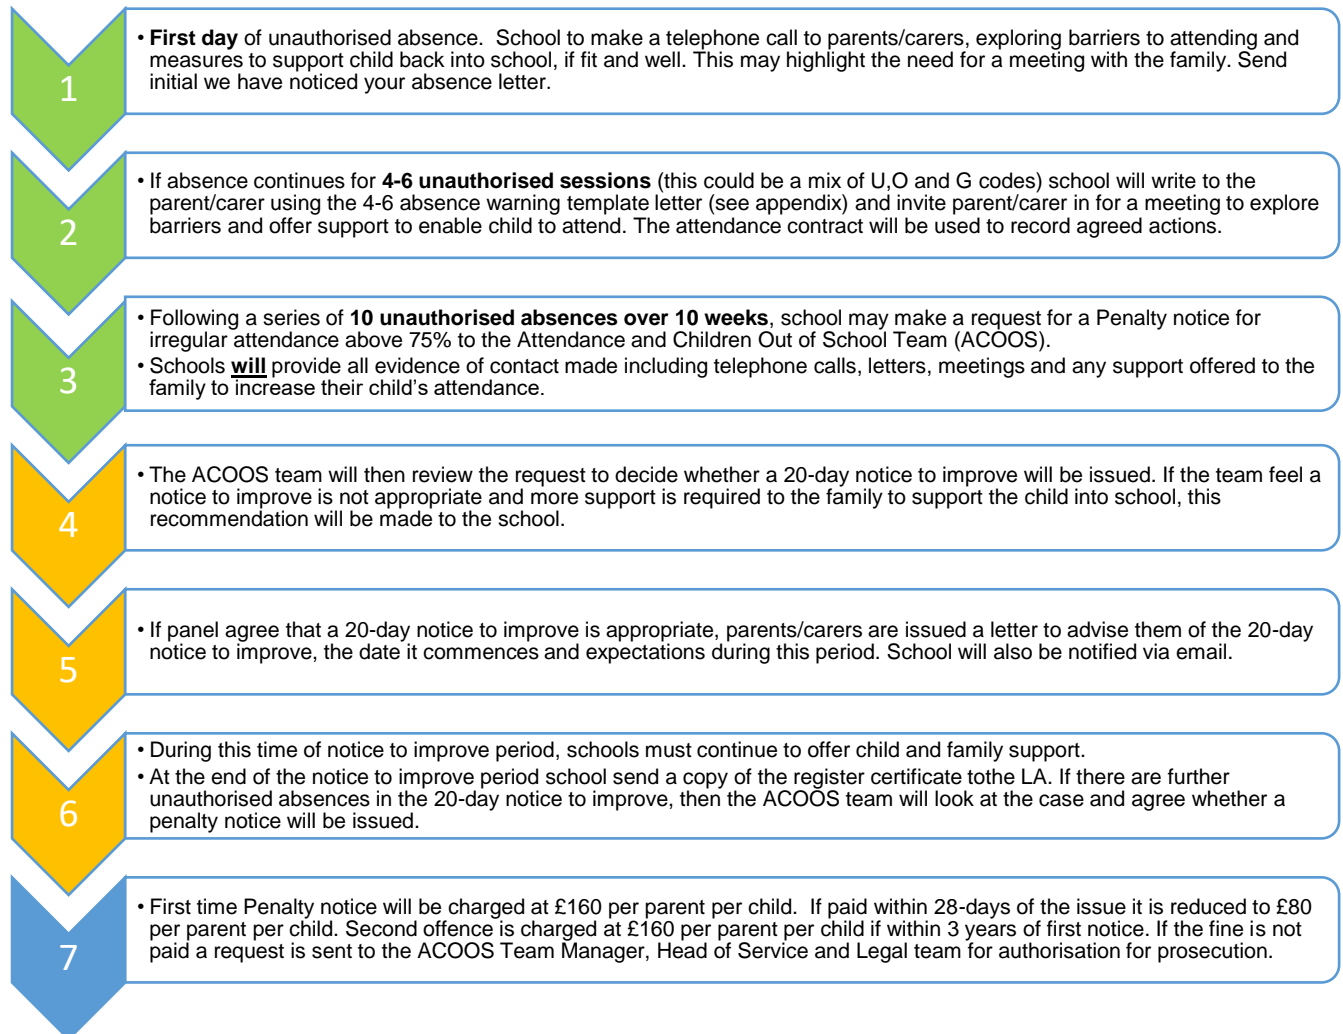 1
• First day of unauthorised absence.  School to make a telephone call to parents/carers, exploring barriers to attending and
measures to support child back into school, if fit and well. This may highlight the need for a meeting with the family. Send
initial we have noticed your absence letter.
2
• If absence continues for 4-6 unauthorised sessions (this could be a mix of U,O and G codes) school will write to the
parent/carer using the 4-6 absence warning template letter (see appendix) and invite parent/carer in for a meeting to explore
barriers and offer support to enable child to attend. The attendance contract will be used to record agreed actions.
3
• Following a series of 10 unauthorised absences over 10 weeks, school may make a request for a Penalty notice for
irregular attendance above 75% to the Attendance and Children Out of School Team (ACOOS).
• Schools will provide all evidence of contact made including telephone calls, letters, meetings and any support offered to the
family to increase their child's attendance.
4
• The ACOOS team will then review the request to decide whether a 20-day notice to improve will be issued. If the team feel a
notice to improve is not appropriate and more support is required to the family to support the child into school, this
recommendation will be made to the school.
5
• If panel agree that a 20-day notice to improve is appropriate, parents/carers are issued a letter to advise them of the 20-day
notice to improve, the date it commences and expectations during this period. School will also be notified via email.
6
• During this time of notice to improve period, schools must continue to offer child and family support.
• At the end of the notice to improve period school send a copy of the register certificate tothe LA. If there are further
unauthorised absences in the 20-day notice to improve, then the ACOOS team will look at the case and agree whether a
penalty notice will be issued.
7
• First time Penalty notice will be charged at £160 per parent per child.  If paid within 28-days of the issue it is reduced to £80
per parent per child. Second offence is charged at £160 per parent per child if within 3 years of first notice. If the fine is not
paid a request is sent to the ACOOS Team Manager, Head of Service and Legal team for authorisation for prosecution.